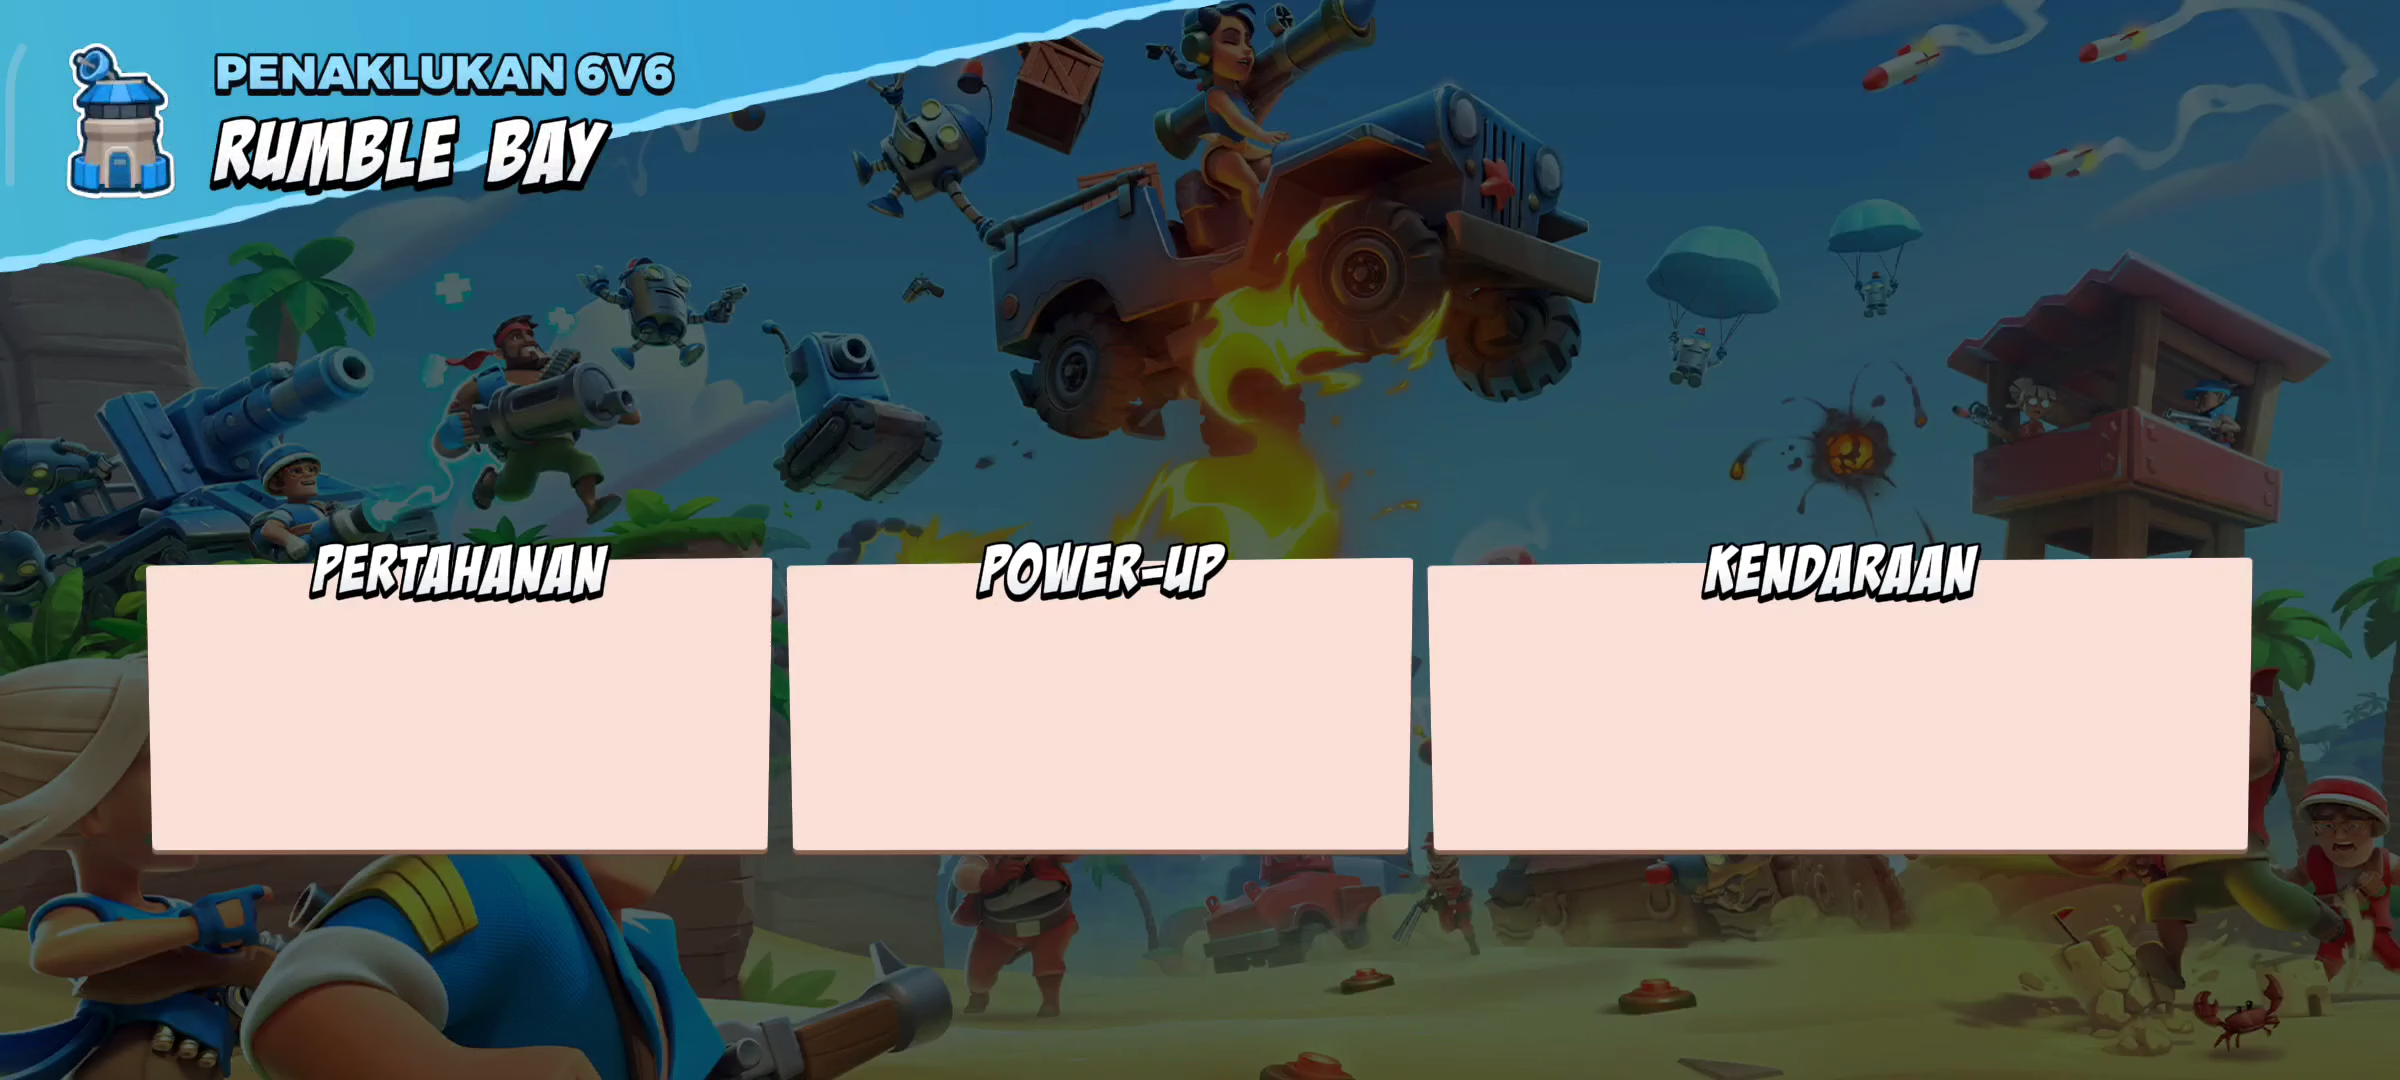 PENAKLUKAN 6V6
RUMBLE BAY
PERTAHANAN
POWER-UP
KENDARAAN